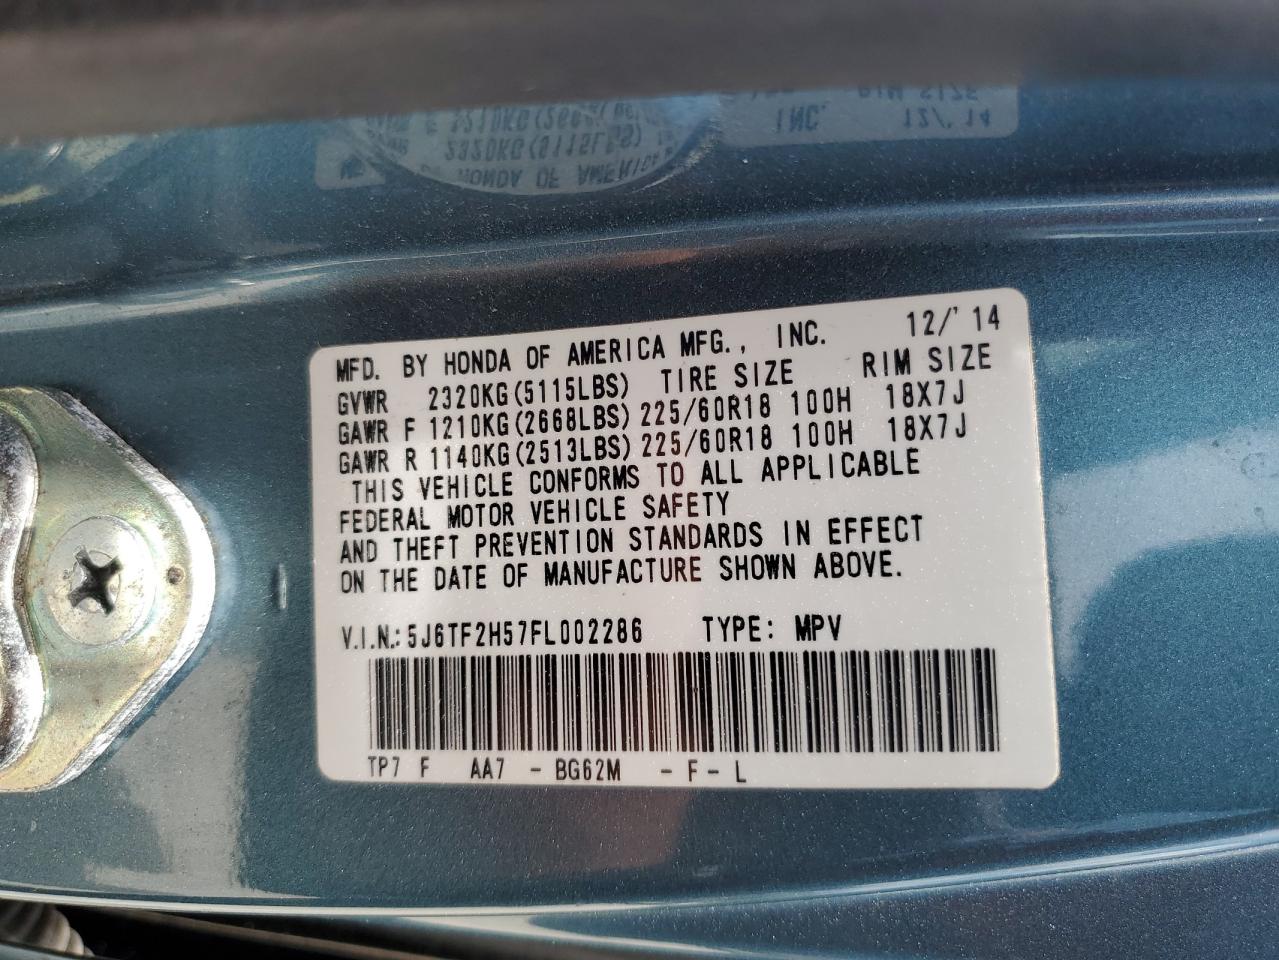 MFD. BY HONDA OF AMERICA MFG., INC. 12/'14
GVWR 2320KG(5115LBS) TIRE SIZE RIM SIZE
GAWR F 1210KG(2668LBS) 225/60R18 100H 18X7J
GAWR R 1140KG(2513LBS) 225/60R18 100H 18X7J
THIS VEHICLE CONFORMS TO ALL APPLICABLE
FEDERAL MOTOR VEHICLE SAFETY
AND THEFT PREVENTION STANDARDS IN EFFECT
ON THE DATE OF MANUFACTURE SHOWN ABOVE.
V.I.N.: 5J6TF2H57FL002286 TYPE: MPV
TP7 F AA7 - BG62M - F - L